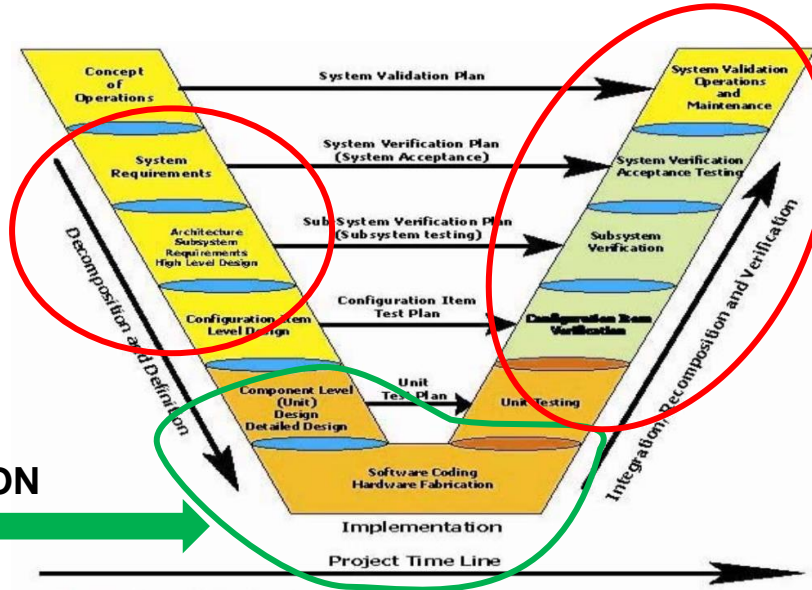 Concept
of
Operations
System Validation Plan
System Validation
Operations
and
Maintenance
System
Requirements
System Verification Plan
(System Acceptance)
System Verification
Acceptance Testing
Architecture
Subsystem
Requirements
High Level Design
Sub System Verification Plan
(Subsystem testing)
Subsystem
Verification
Configuration Item
Level Design
Configuration Item
Test Plan
Configuration Item
Verification
Component Level
(Unit)
Design
Detailed Design
Unit
Test Plan
Unit Testing
Software Coding
Hardware Fabrication
Implementation
Decomposition and Definition
Integration, Recomposition and Verification
ON
Project Time Line